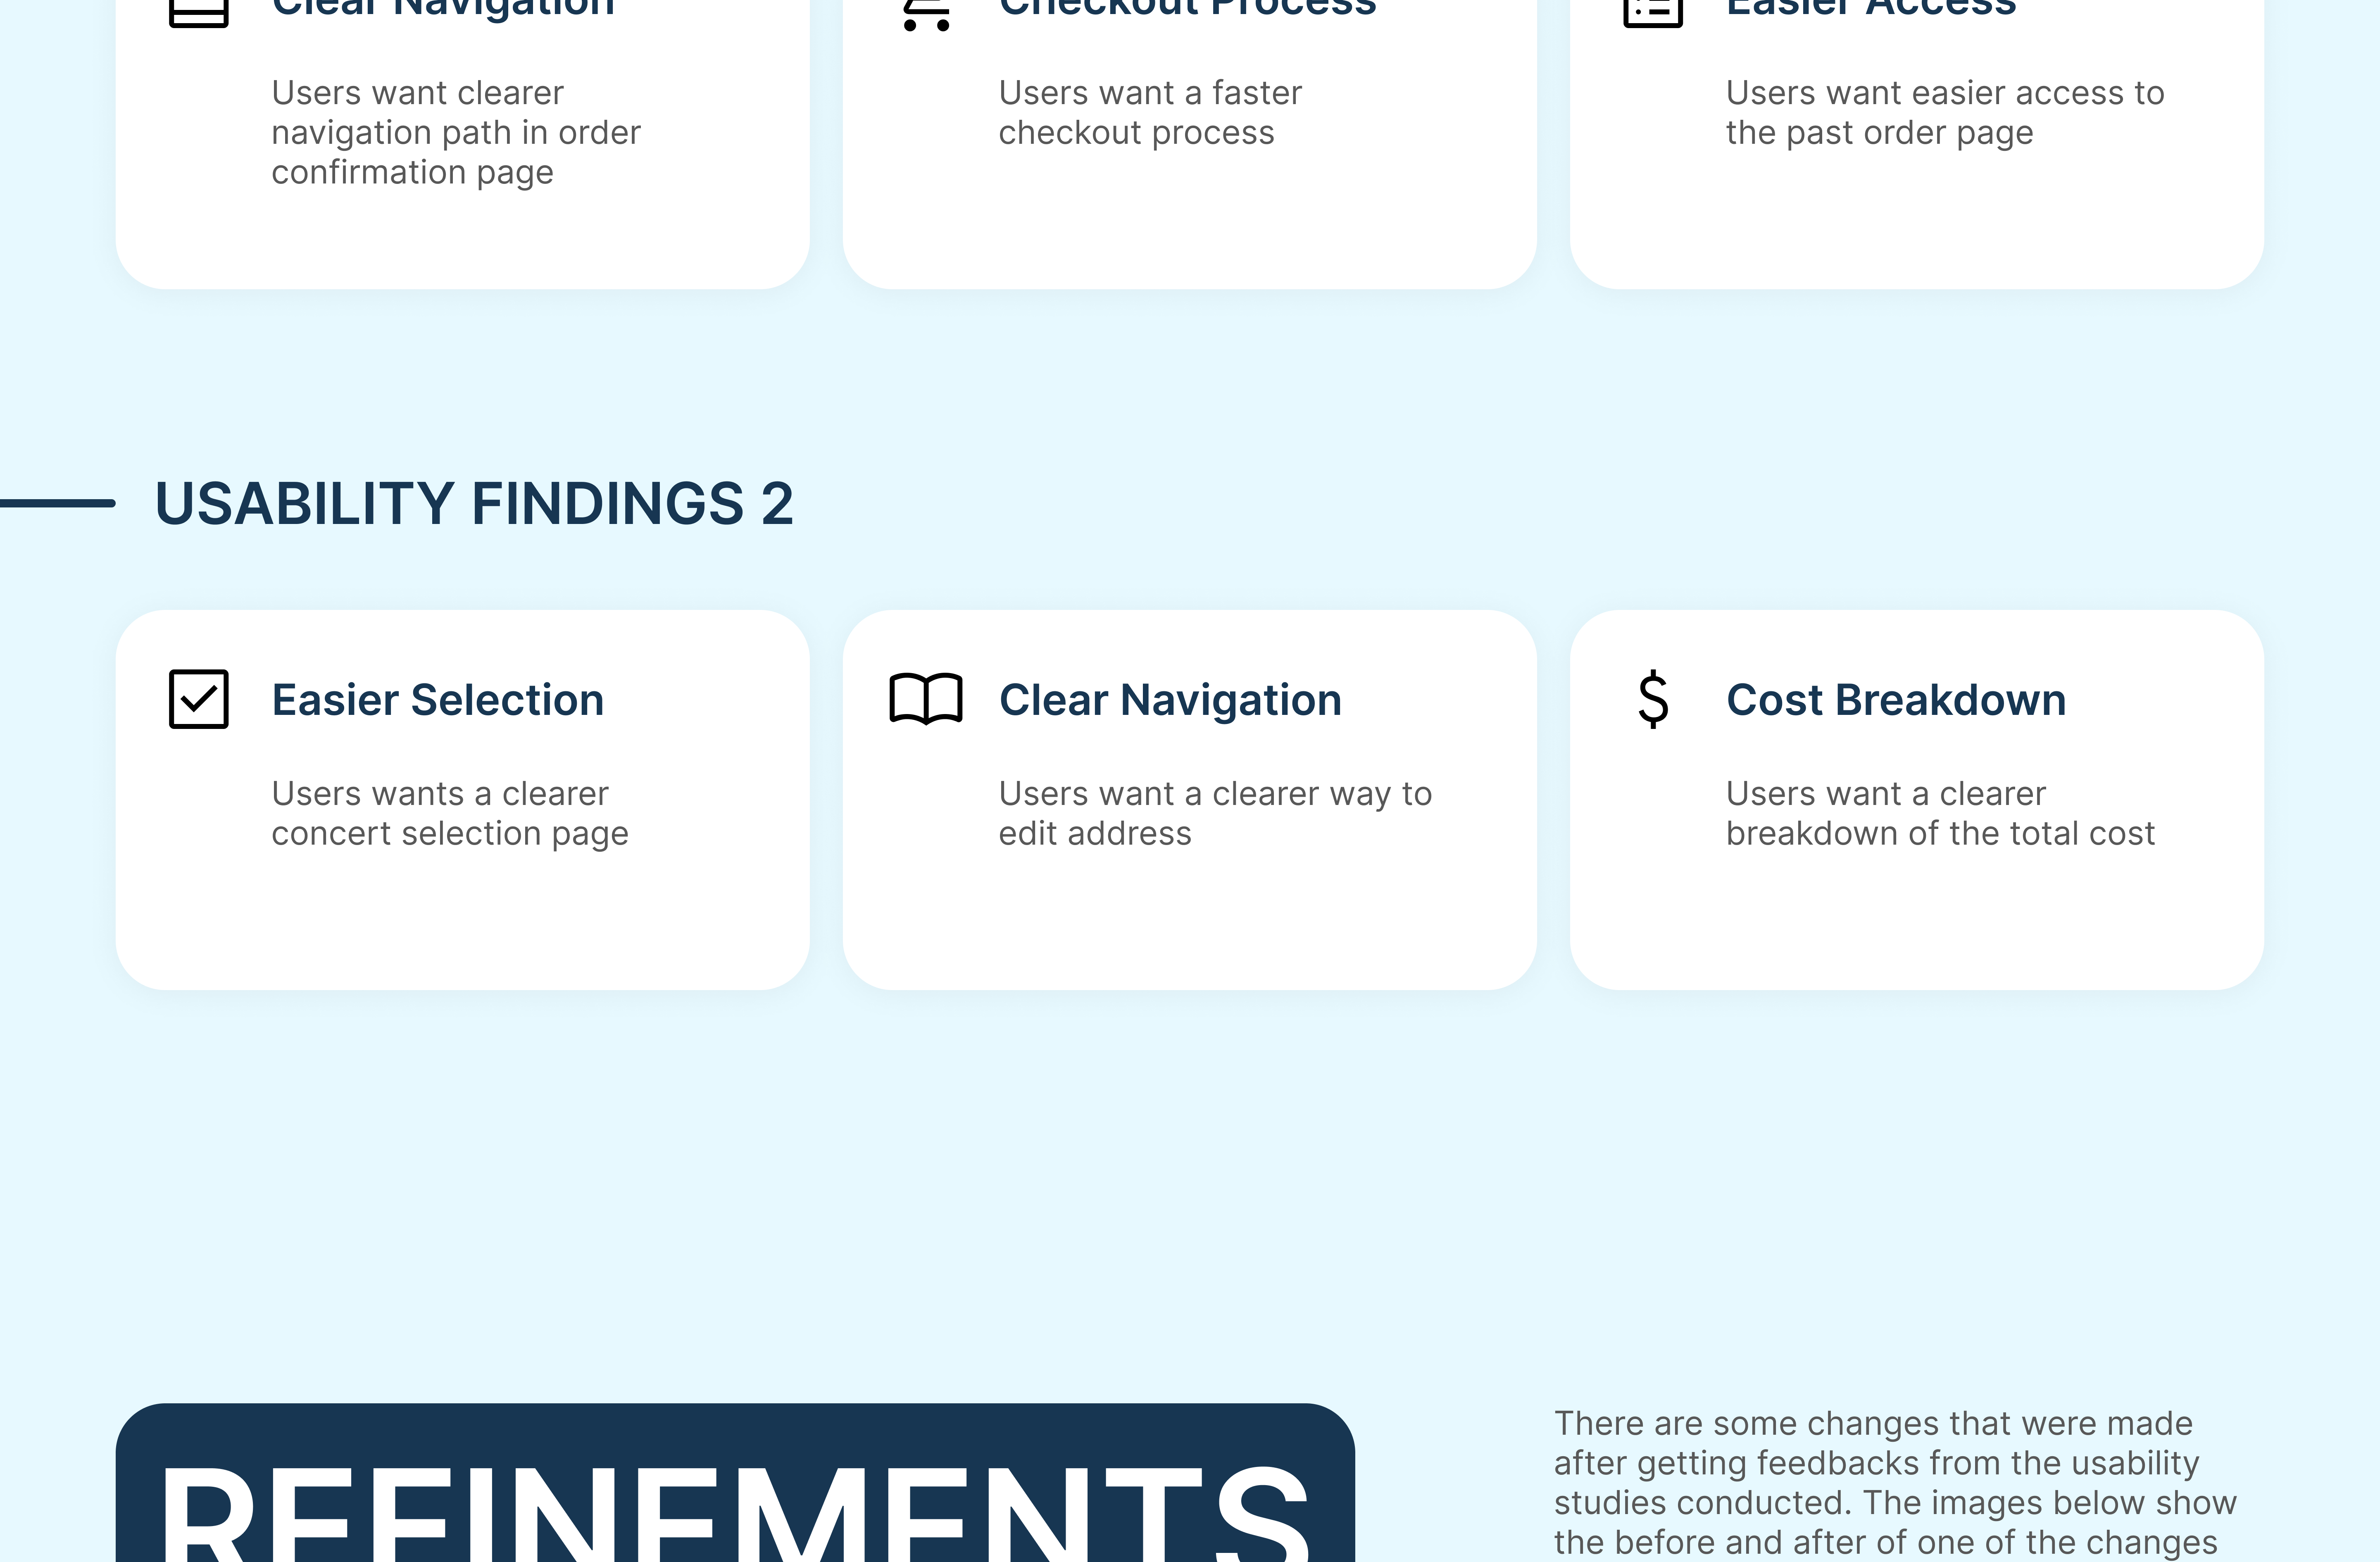 Clear Navigation
Users want clearer
navigation path in order
confirmation page
Checkout Process
Users want a faster
checkout process
Easier Access
Users want easier access to
the past order page
USABILITY FINDINGS 2
Easier Selection
Users wants a clearer
concert selection page
Clear Navigation
Users want a clearer way to
edit address
Cost Breakdown
Users want a clearer
breakdown of the total cost
REFINEMENTS
There are some changes that were made
after getting feedbacks from the usability
studies conducted. The images below show
the before and after of one of the changes